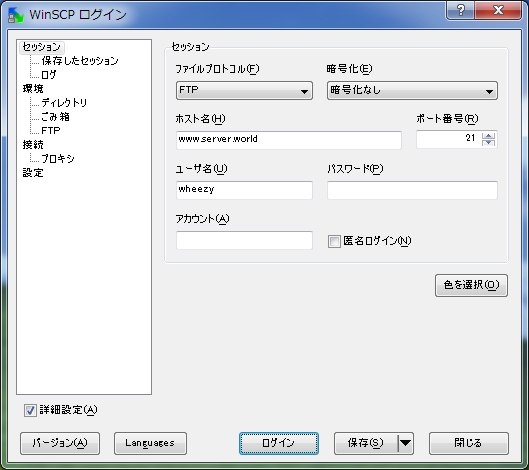 WinSCP ログイン
セッション
保存したセッション
ログ
環境
ディレクトリ
ごみ箱
FTP
接続
プロキシ
設定
セッション
ファイルプロトコル(F)
暗号化(E)
FTP
暗号化なし
ホスト名(H)
ポート番号(R)
www.server.world
21
ユーザ名(U)
パスワード(P)
wheezy
アカウント(A)
匿名ログイン(N)
色を選択(O)
詳細設定(A)
バージョン(A)
Languages
ログイン
保存(S)
閉じる